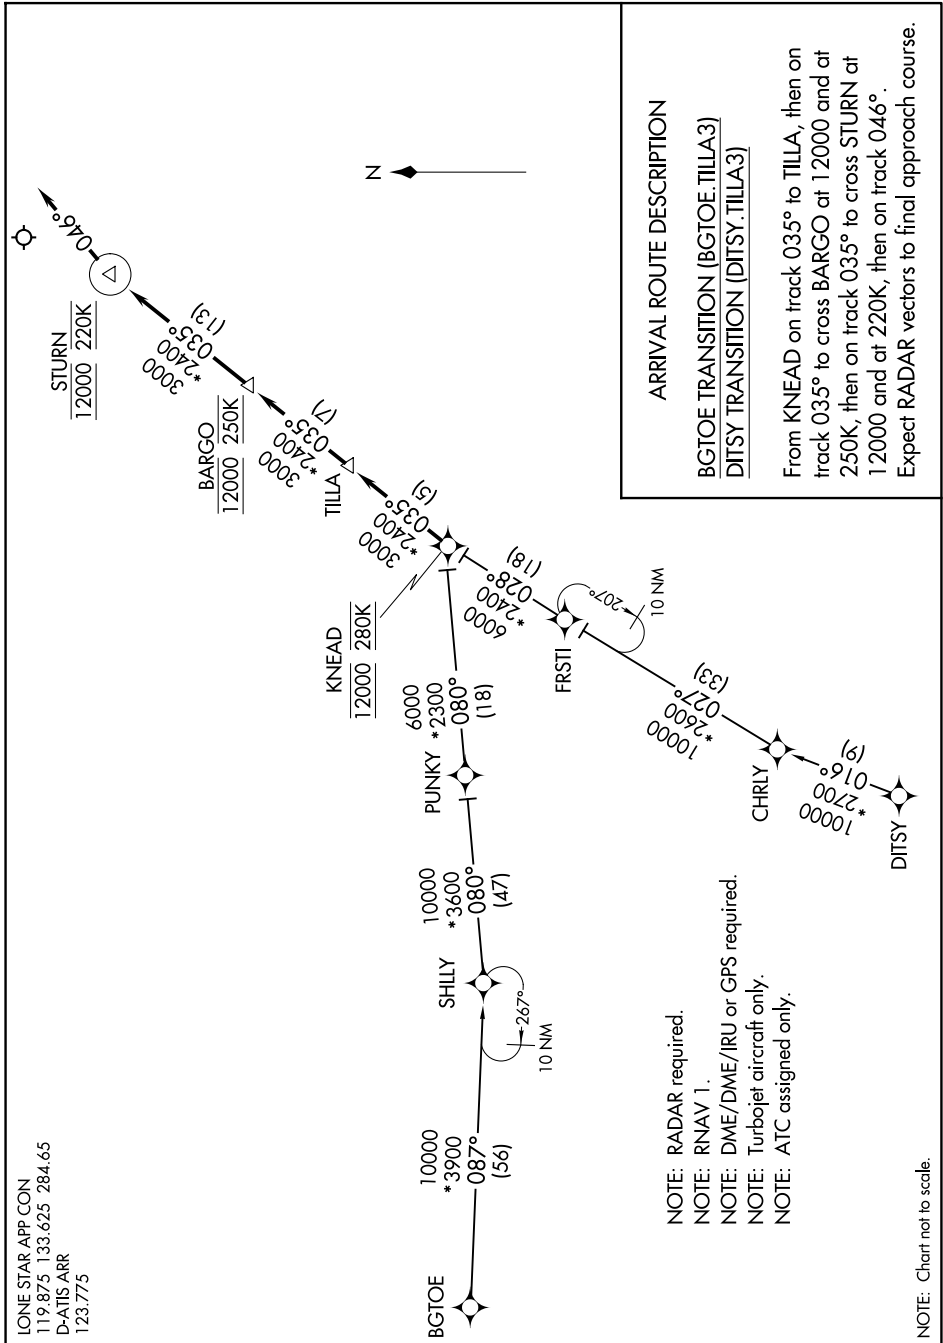 LONE STAR APP CON
119.875 133.625 284.65
D-ATIS ARR
123.775
BGTOE
10000
*3900
087°
(56)
SHLLY
267°
10 NM
10000
*3600
080°
(47)
PUNKY
6000
*2300
080°
(18)
KNEAD
12000 280K
DITSY
10000
*2700
016°
(9)
CHRLY
10000
*2600
027°
(33)
FRSTI
207°
10 NM
6000
*2400
028°
(18)
3000
*2400
035°
(5)
TILLA
3000
*2400
035°
(7)
BARGO
12000 250K
3000
*2400
035°
(13)
STURN
12000 220K
046°
N
NOTE: RADAR required.
NOTE: RNAV 1.
NOTE: DME/DME/IRU or GPS required.
NOTE: Turbojet aircraft only.
NOTE: ATC assigned only.
ARRIVAL ROUTE DESCRIPTION
BGTOE TRANSITION (BGTOE.TILLA3)
DITSY TRANSITION (DITSY.TILLA3)
From KNEAD on track 035° to TILLA, then on
track 035° to cross BARGO at 12000 and at
250K, then on track 035° to cross STURN at
12000 and at 220K, then on track 046°.
Expect RADAR vectors to final approach course.
NOTE: Chart not to scale.